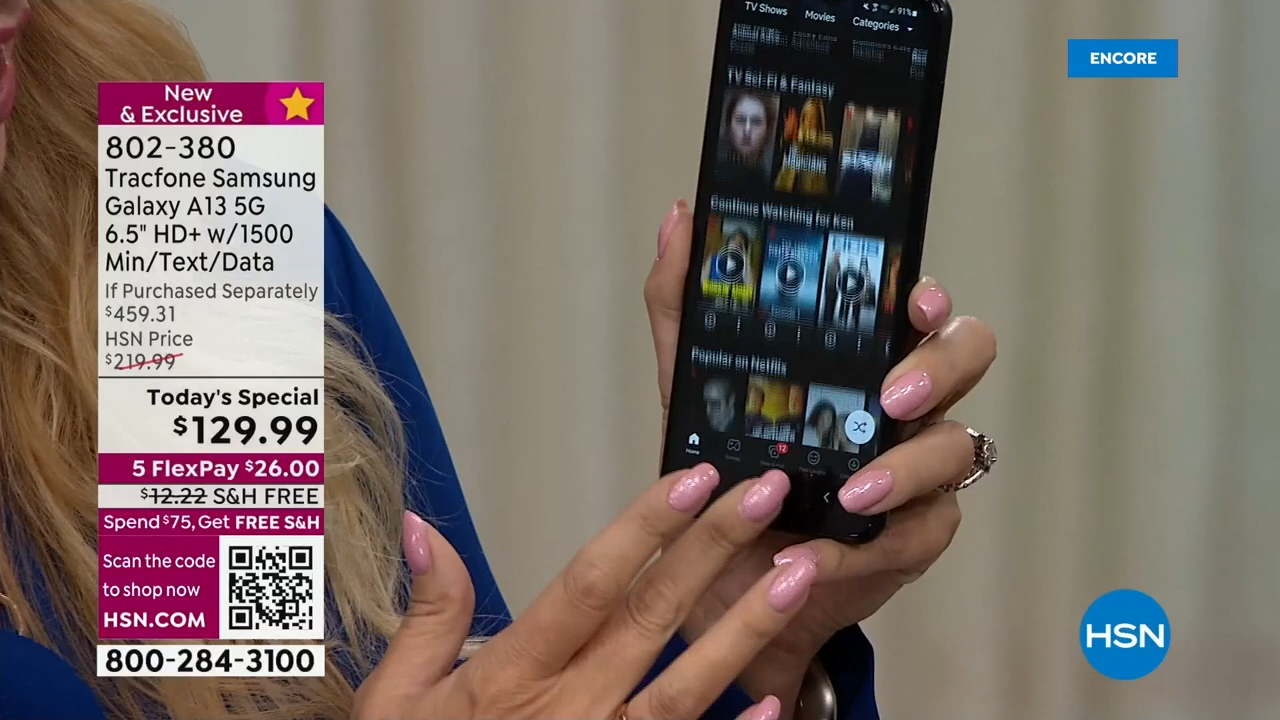 New
& Exclusive
802-380
Tracfone Samsung
Galaxy A13 5G
6.5" HD+ w/1500
Min/Text/Data
If Purchased Separately
$459.31
HSN Price
$219.99
Today's Special
$129.99
5 FlexPay $26.00
$12.22 S&H FREE
Spend $75, Get FREE S&H
Scan the code
to shop now
HSN.COM
800-284-3100
91%
TV Shows Movies Categories
TV Sci-Fi & Fantasy
Continue Watching for Ken
Popular on Netflix
12
Home
ENCORE
HSN